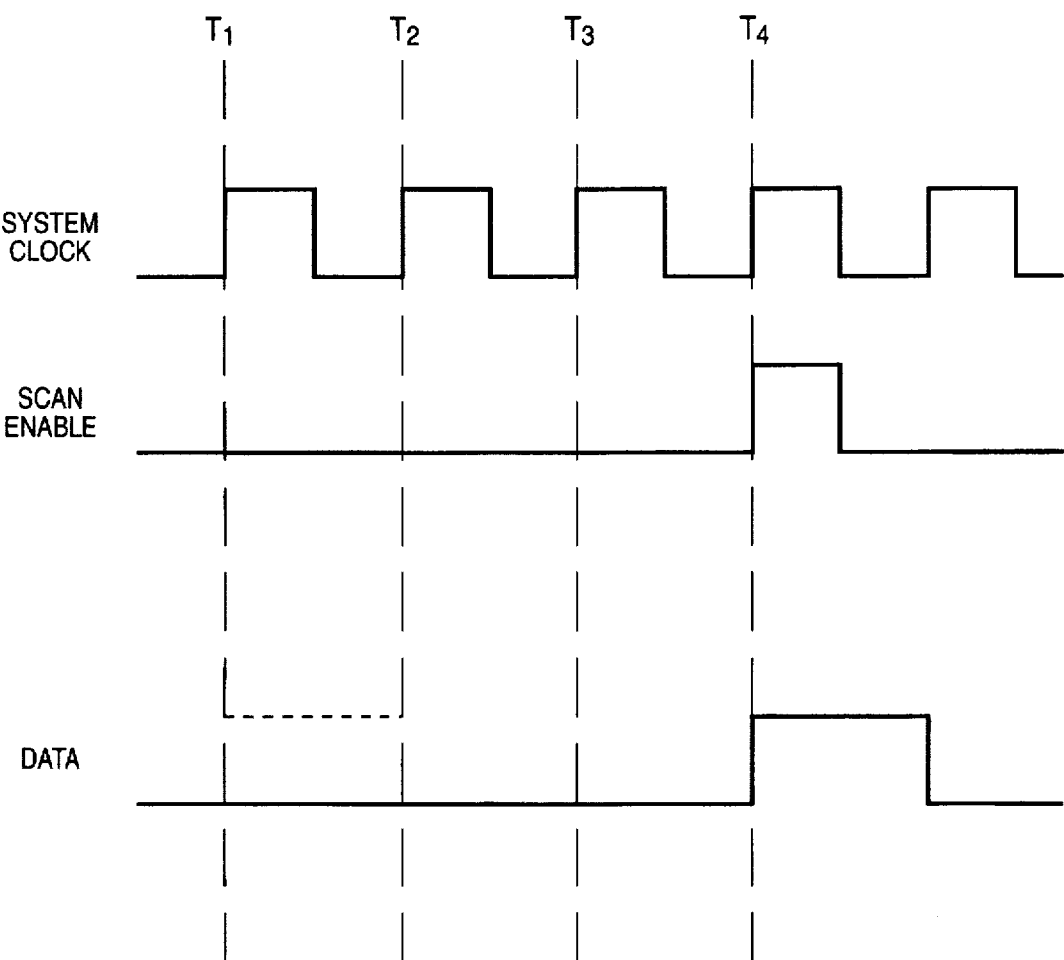 T1 T2 T3 T4
SYSTEM
CLOCK
SCAN
ENABLE
DATA